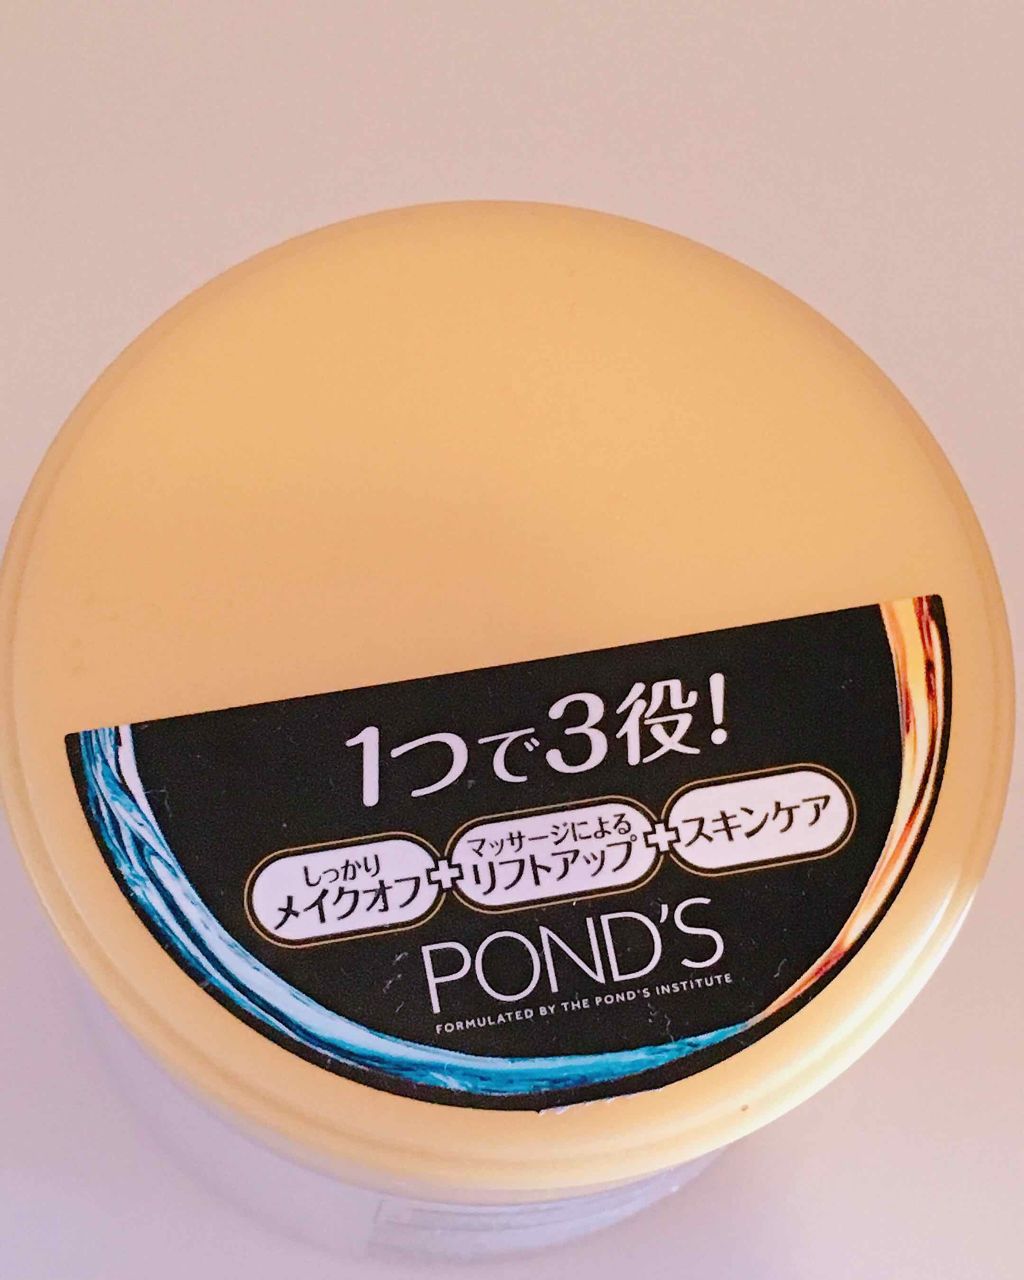 1つで3役!
しっかり
メイクオフ
+
マッサージによる
リフトアップ
+
スキンケア
POND'S
FORMULATED BY THE POND'S INSTITUTE